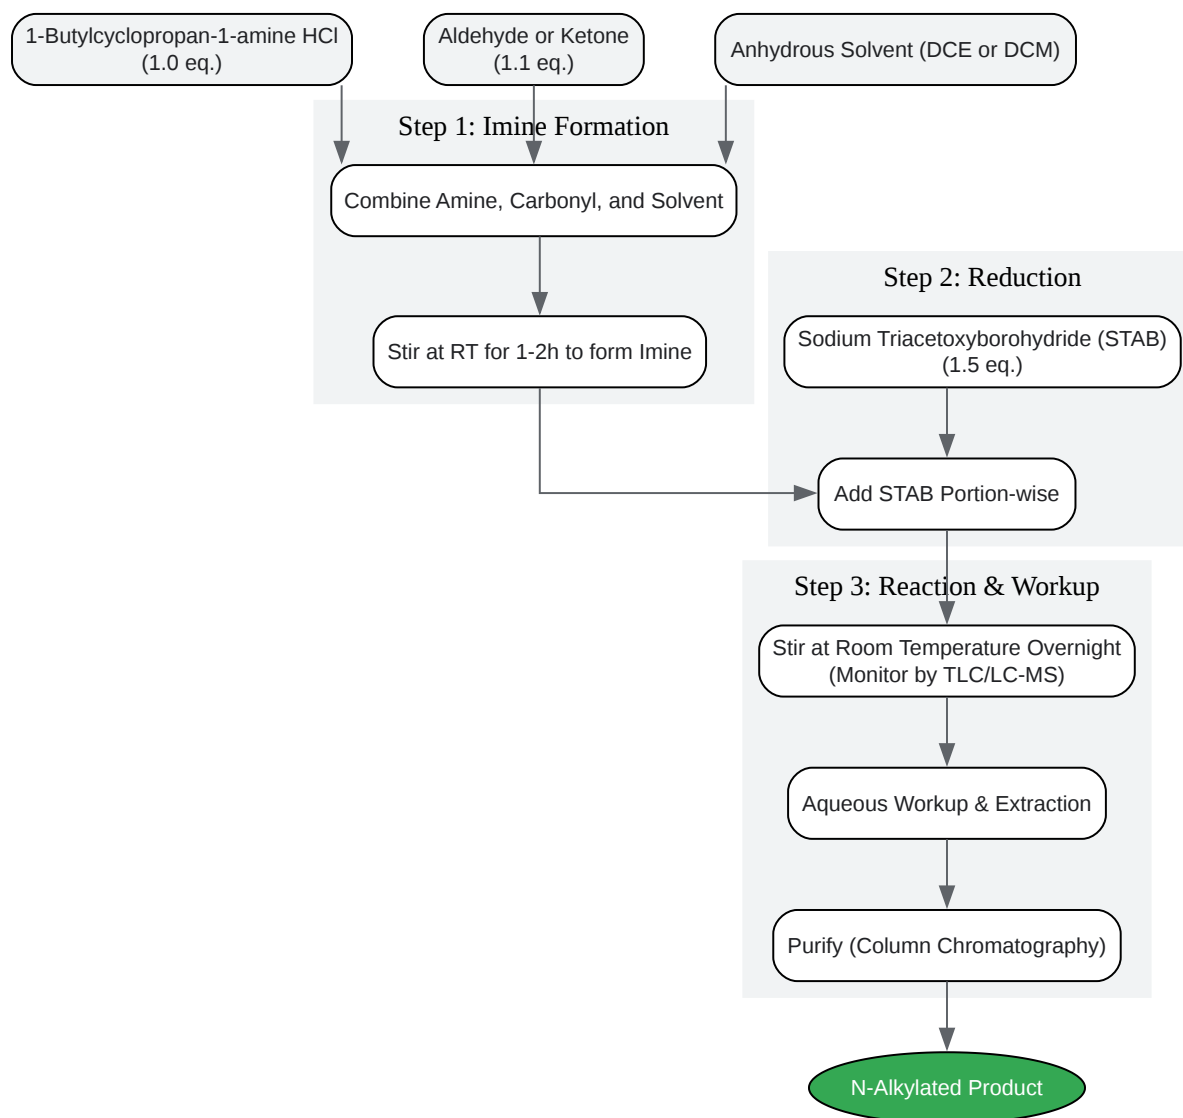 1-Butylcyclopropan-1-amine HCl
(1.0 eq.)
Aldehyde or Ketone
(1.1 eq.)
Anhydrous Solvent (DCE or DCM)
Step 1: Imine Formation
Combine Amine, Carbonyl, and Solvent
Stir at RT for 1-2h to form Imine
Step 2: Reduction
Sodium Triacetoxyborohydride (STAB)
(1.5 eq.)
Add STAB Portion-wise
Step 3: Reaction & Workup
Stir at Room Temperature Overnight
(Monitor by TLC/LC-MS)
Aqueous Workup & Extraction
Purify (Column Chromatography)
N-Alkylated Product